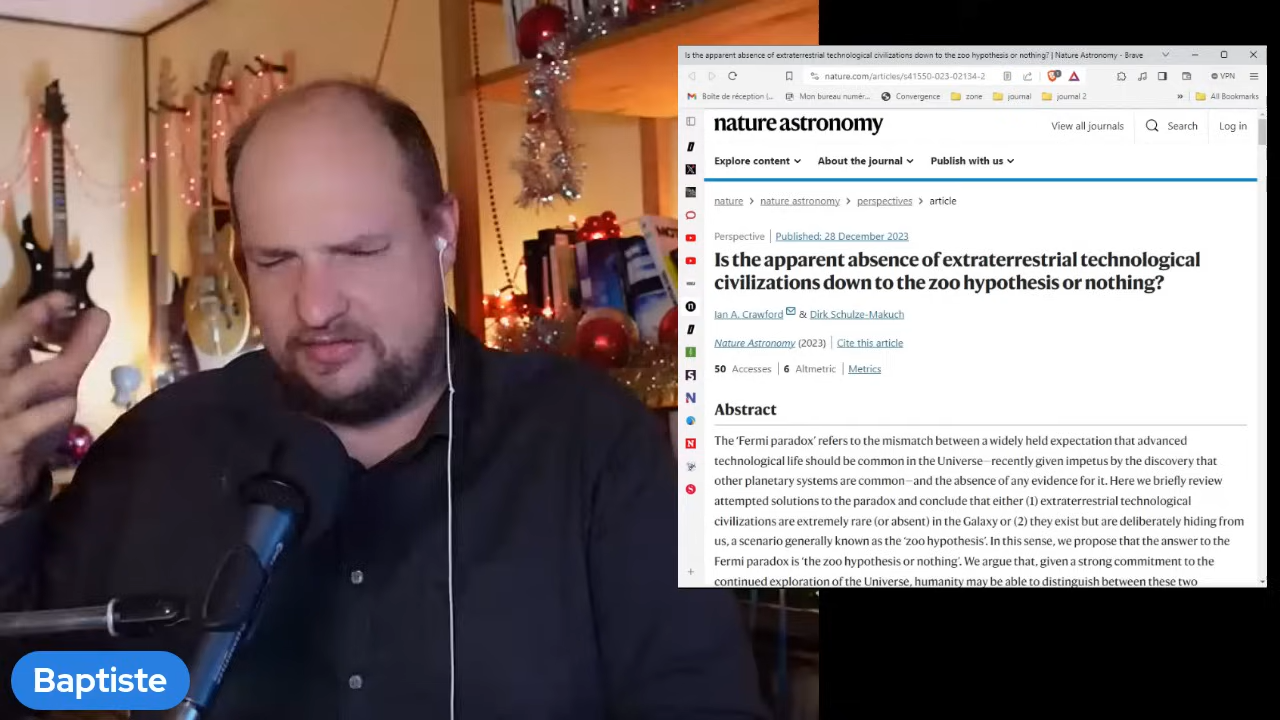 Is the apparent absence of extraterrestrial technological civilizations down to the zoo hypothesis or nothing? | Nature Astronomy - Brave
nature.com/articles/s41550-023-02134-2
VPN
Boîte de réception (...
Mon bureau numér...
Convergence
zone
journal
journal 2
»
All Bookmarks
nature astronomy
View all journals
Search
Log in
Explore content
About the journal
Publish with us
nature > nature astronomy > perspectives > article
Perspective | Published: 28 December 2023
Is the apparent absence of extraterrestrial technological
civilizations down to the zoo hypothesis or nothing?
Ian A. Crawford & Dirk Schulze-Makuch
Nature Astronomy (2023) | Cite this article
50 Accesses | 6 Altmetric | Metrics
Abstract
The ‘Fermi paradox’ refers to the mismatch between a widely held expectation that advanced
technological life should be common in the Universe—recently given impetus by the discovery that
other planetary systems are common—and the absence of any evidence for it. Here we briefly review
attempted solutions to the paradox and conclude that either (1) extraterrestrial technological
civilizations are extremely rare (or absent) in the Galaxy or (2) they exist but are deliberately hiding from
us, a scenario generally known as the ‘zoo hypothesis’. In this sense, we propose that the answer to the
Fermi paradox is ‘the zoo hypothesis or nothing’. We argue that, given a strong commitment to the
continued exploration of the Universe, humanity may be able to distinguish between these two
Baptiste